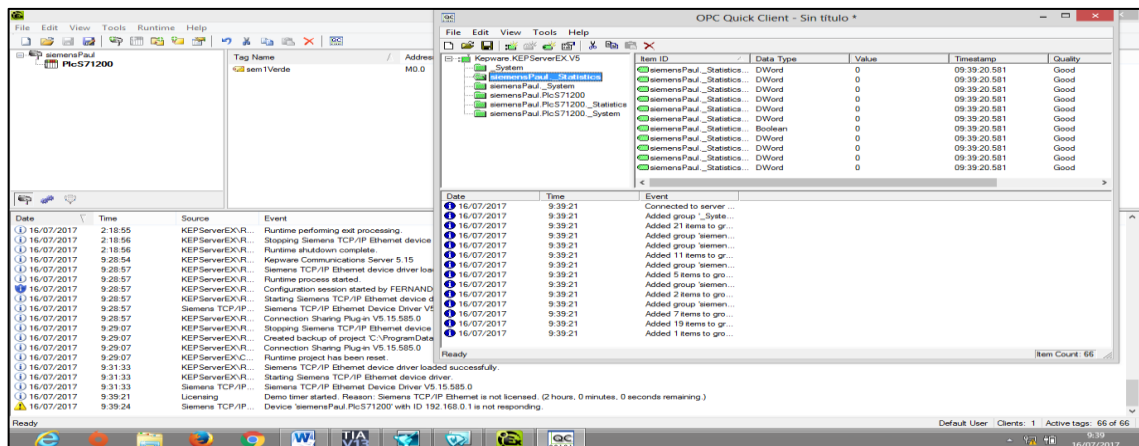 File Edit View Tools Runtime Help
siemensPaul
PlcS71200
Tag Name / Address
sem1Verde M0.0
OPC Quick Client - Sin título *
File Edit View Tools Help
Kepware.KEPServerEX.V5
_System
siemensPaul._Statistics
siemensPaul._System
siemensPaul.PlcS71200
siemensPaul.PlcS71200._Statistics
siemensPaul.PlcS71200._System
Item ID Data Type Value Timestamp Quality
siemensPaul._Statistics... DWord 0 09:39:20.581 Good
siemensPaul._Statistics... DWord 0 09:39:20.581 Good
siemensPaul._Statistics... DWord 0 09:39:20.581 Good
siemensPaul._Statistics... DWord 0 09:39:20.581 Good
siemensPaul._Statistics... DWord 0 09:39:20.581 Good
siemensPaul._Statistics... DWord 0 09:39:20.581 Good
siemensPaul._Statistics... Boolean 0 09:39:20.581 Good
siemensPaul._Statistics... DWord 0 09:39:20.581 Good
siemensPaul._Statistics... DWord 0 09:39:20.581 Good
siemensPaul._Statistics... DWord 0 09:39:20.581 Good
siemensPaul._Statistics... DWord 0 09:39:20.581 Good
Date Time Event
16/07/2017 9:39:21 Connected to server ...
16/07/2017 9:39:21 Added group '_Syste...
16/07/2017 9:39:21 Added 21 items to gr...
16/07/2017 9:39:21 Added group 'siemen...
16/07/2017 9:39:21 Added group 'siemen...
16/07/2017 9:39:21 Added 11 items to gr...
16/07/2017 9:39:21 Added group 'siemen...
16/07/2017 9:39:21 Added 5 items to gro...
16/07/2017 9:39:21 Added group 'siemen...
16/07/2017 9:39:21 Added 2 items to gro...
16/07/2017 9:39:21 Added group 'siemen...
16/07/2017 9:39:21 Added 7 items to gro...
16/07/2017 9:39:21 Added 19 items to gr...
16/07/2017 9:39:21 Added 1 items to gro...
Ready Item Count: 66
Date Time Source Event
16/07/2017 2:18:55 KEPServerEX\R... Runtime performing exit processing.
16/07/2017 2:18:56 KEPServerEX\R... Stopping Siemens TCP/IP Ethernet device
16/07/2017 2:18:56 KEPServerEX\R... Runtime shutdown complete.
16/07/2017 9:28:54 KEPServerEX\R... Kepware Communications Server 5.15
16/07/2017 9:28:57 KEPServerEX\R... Siemens TCP/IP Ethernet device driver loa
16/07/2017 9:28:57 KEPServerEX\R... Runtime process started.
16/07/2017 9:28:57 KEPServerEX\R... Configuration session started by FERNAND
16/07/2017 9:28:57 KEPServerEX\R... Starting Siemens TCP/IP Ethernet device d
16/07/2017 9:28:57 Siemens TCP/IP... Siemens TCP/IP Ethernet Device Driver V5
16/07/2017 9:28:57 KEPServerEX\R... Connection Sharing Plug-in V5.15.585.0
16/07/2017 9:29:07 KEPServerEX\R... Stopping Siemens TCP/IP Ethernet device
16/07/2017 9:29:07 KEPServerEX\R... Created backup of project 'C:\ProgramData
16/07/2017 9:29:07 KEPServerEX\R... Connection Sharing Plug-in V5.15.585.0
16/07/2017 9:29:07 KEPServerEX\C... Runtime project has been reset.
16/07/2017 9:31:33 KEPServerEX\R... Siemens TCP/IP Ethernet device driver loaded successfully.
16/07/2017 9:31:33 KEPServerEX\R... Starting Siemens TCP/IP Ethernet device driver.
16/07/2017 9:31:33 Siemens TCP/IP... Siemens TCP/IP Ethernet Device Driver V5.15.585.0
16/07/2017 9:39:21 Licensing Demo timer started. Reason: Siemens TCP/IP Ethernet is not licensed. (2 hours, 0 minutes, 0 seconds remaining.)
16/07/2017 9:39:24 Siemens TCP/IP... Device 'siemensPaul.PlcS71200' with ID 192.168.0.1 is not responding.
Ready Default User Clients: 1 Active tags: 66 of 66
9:39
16/07/2017